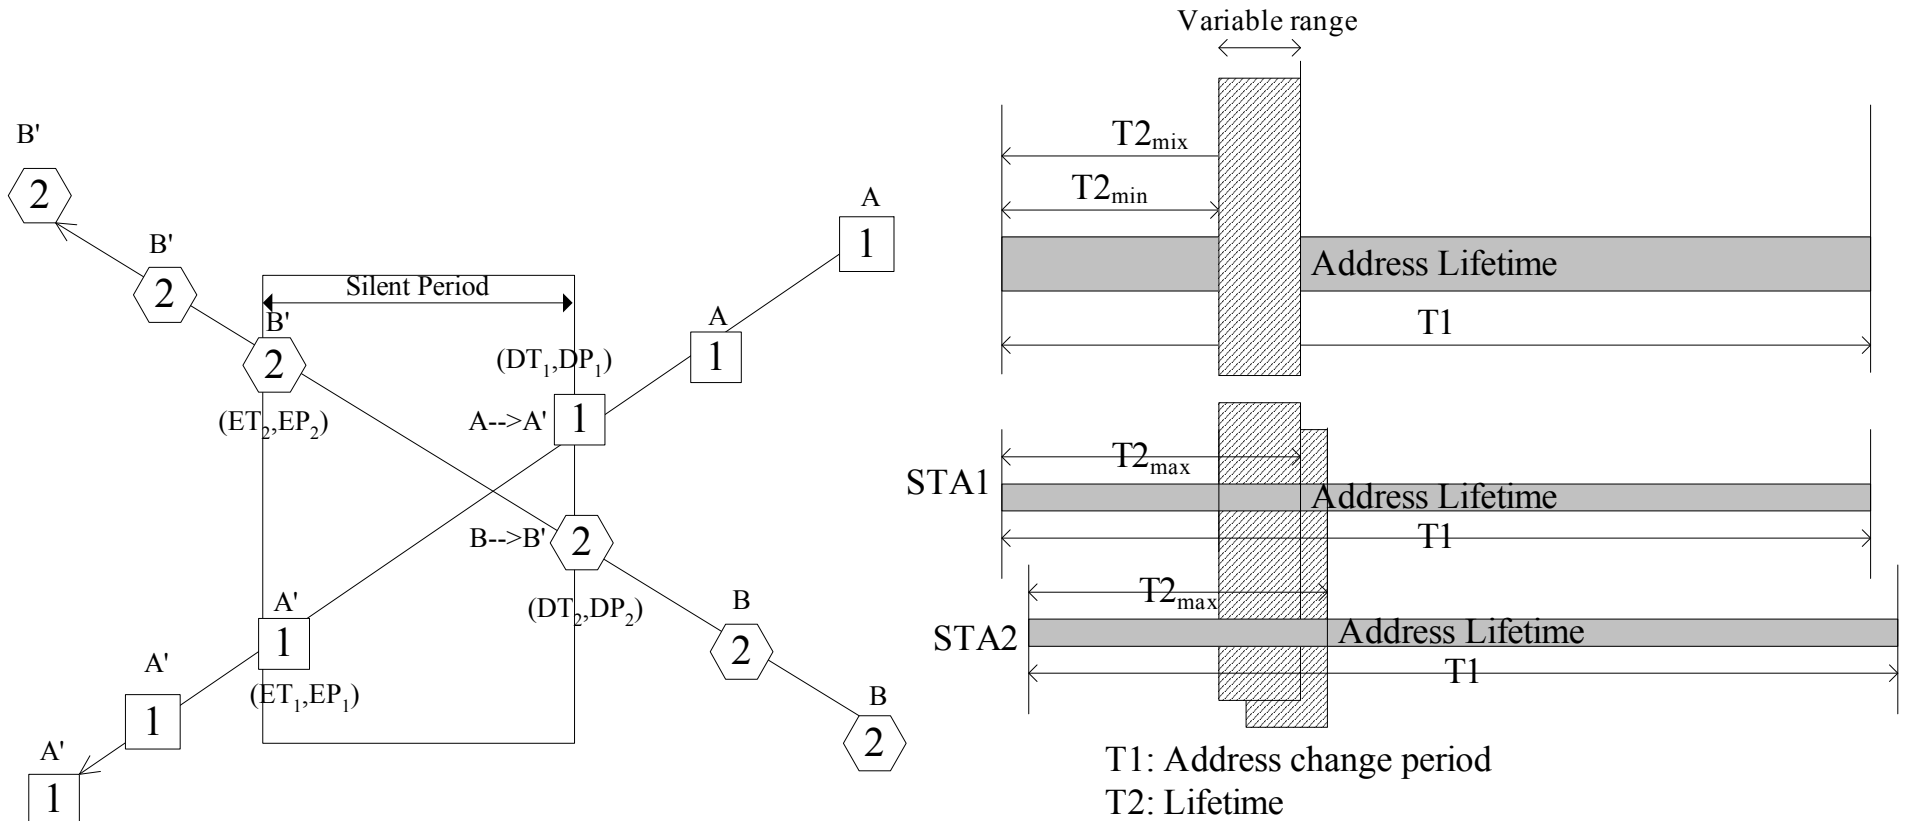 B'
2
B'
2
Silent Period
B'
2
(ET2,EP2)
A
1
A
1
(DT1,DP1)
A-->A'
1
B-->B'
2
(DT2,DP2)
B
2
B
2
A'
1
(ET1,EP1)
A'
1
A'
1
Variable range
T2mix
T2min
Address Lifetime
T1
STA1
T2max
Address Lifetime
T1
STA2
T2max
Address Lifetime
T1
T1: Address change period
T2: Lifetime